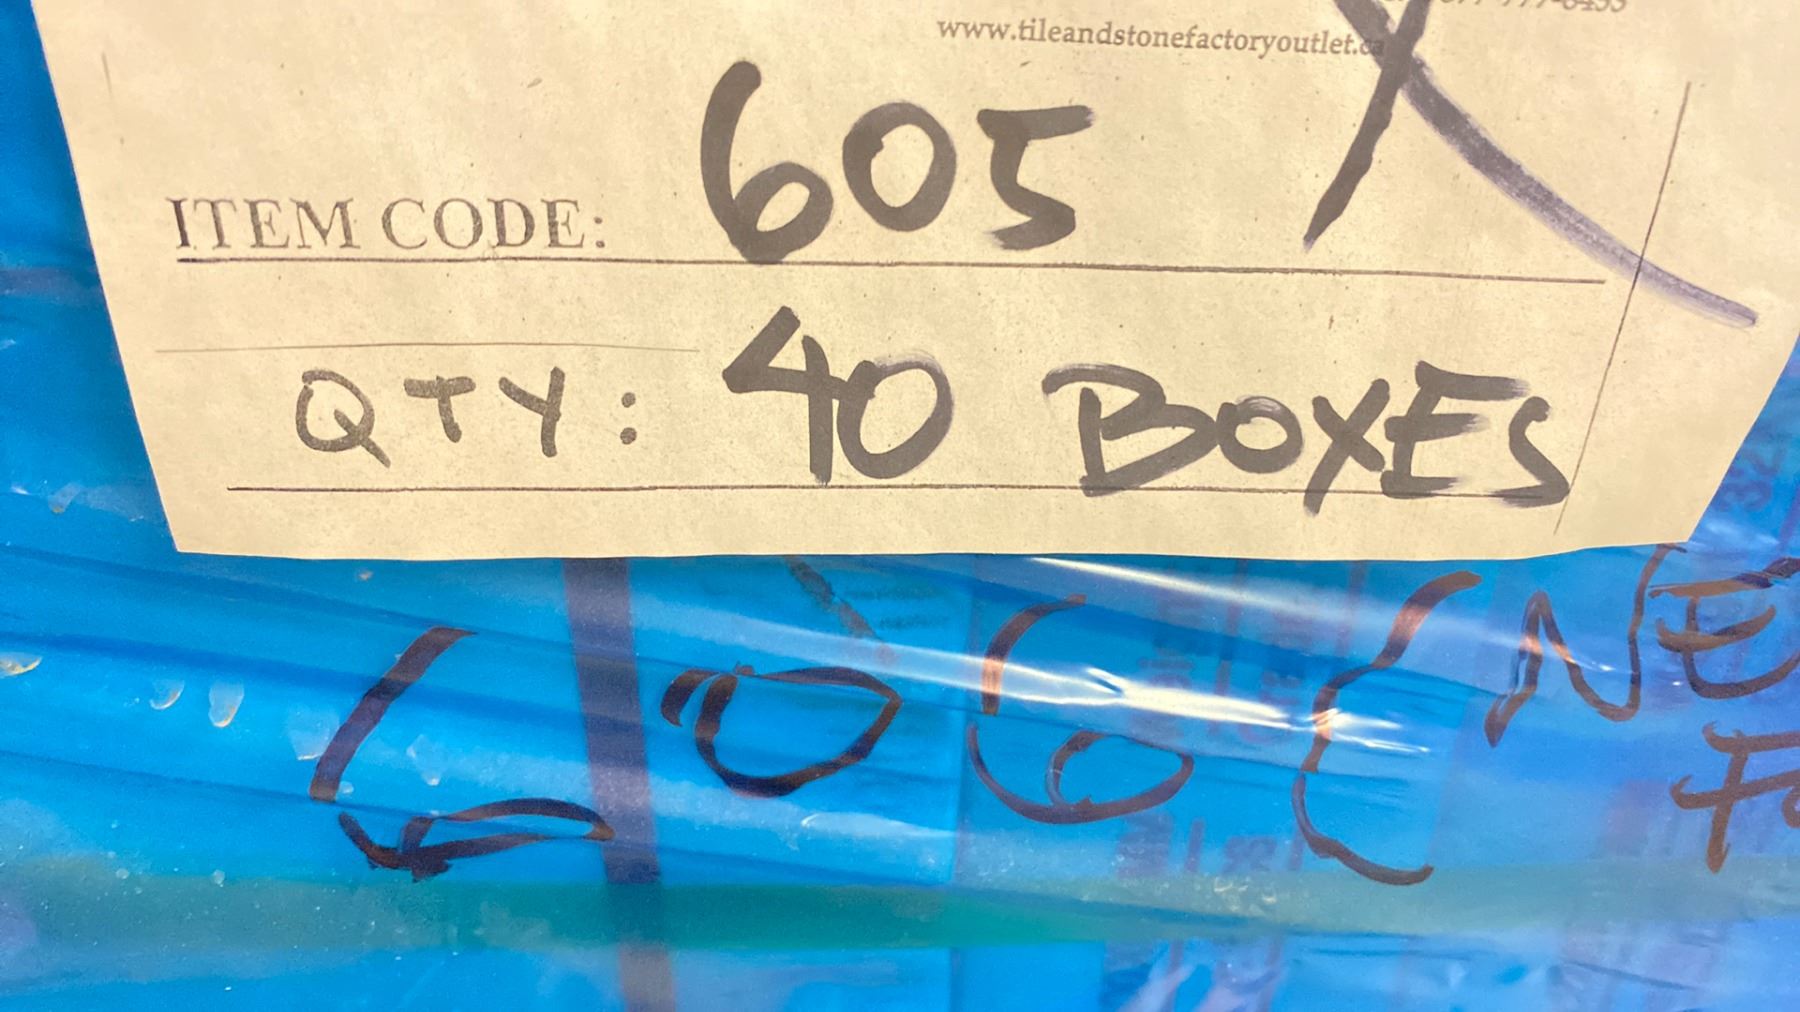 www.tileandstonefactoryoutlet.ca
ITEM CODE: 605
QTY: 40 BOXES
606